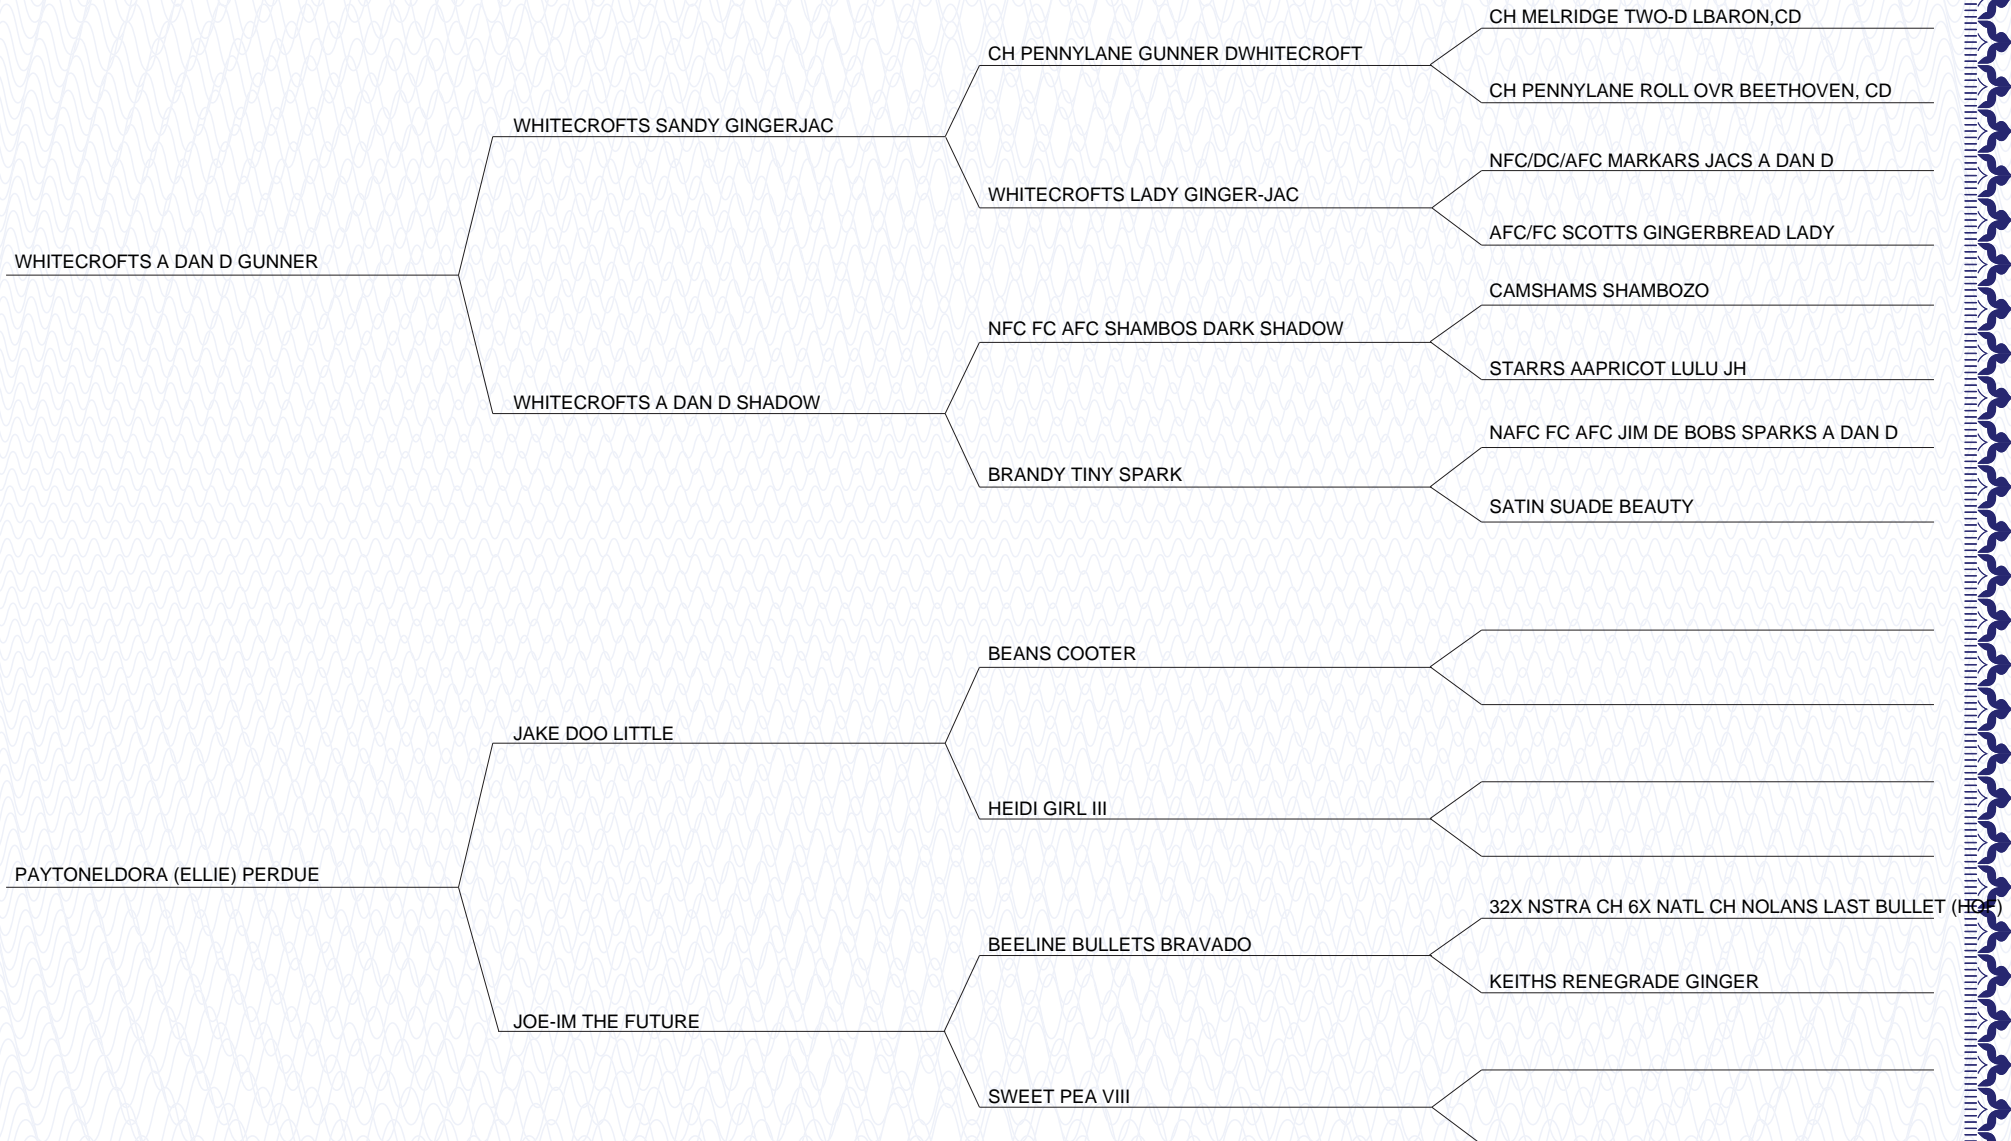 CH MELRIDGE TWO-D LBARON,CD
CH PENNYLANE GUNNER DWHITECROFT
CH PENNYLANE ROLL OVR BEETHOVEN, CD
WHITECROFTS SANDY GINGERJAC
NFC/DC/AFC MARKARS JACS A DAN D
WHITECROFTS LADY GINGER-JAC
AFC/FC SCOTTS GINGERBREAD LADY
WHITECROFTS A DAN D GUNNER
CAMSHAMS SHAMBOZO
NFC FC AFC SHAMBOS DARK SHADOW
STARRS AAPRICOT LULU JH
WHITECROFTS A DAN D SHADOW
NAFC FC AFC JIM DE BOBS SPARKS A DAN D
BRANDY TINY SPARK
SATIN SUADE BEAUTY
BEANS COOTER
JAKE DOO LITTLE
HEIDI GIRL III
PAYTONELDORA (ELLIE) PERDUE
32X NSTRA CH 6X NATL CH NOLANS LAST BULLET (HOF)
BEELINE BULLETS BRAVADO
KEITHS RENEGRADE GINGER
JOE-IM THE FUTURE
SWEET PEA VIII